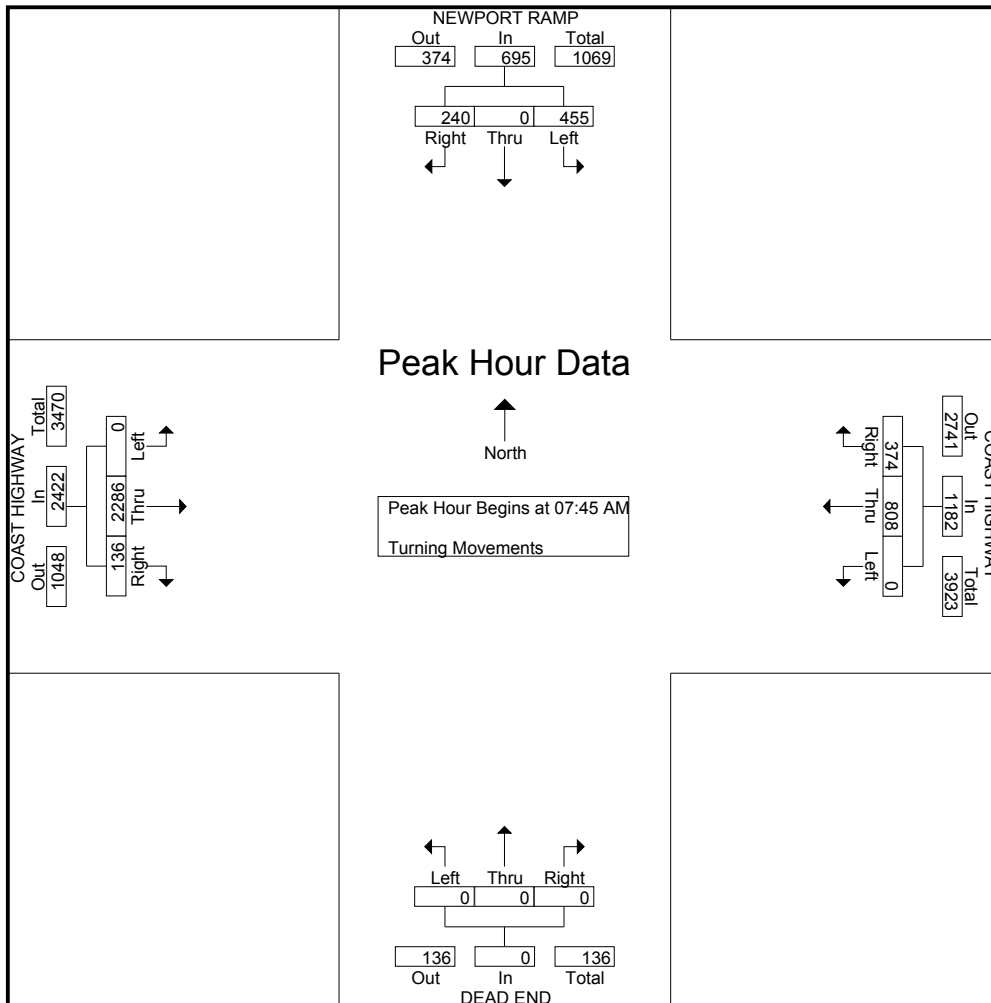 NEWPORT RAMP
Out In Total
374 695 1069
240 0 455
Right Thru Left
Peak Hour Data
North
Peak Hour Begins at 07:45 AM
Turning Movements
COAST HIGHWAY
Out In Total
1048 2422 3470
136 2286 0
Right Thru Left
COAST HIGHWAY
Out In Total
2741 1182 3923
374 808 0
Right Thru Left
Left Thru Right
0 0 0
136 0 136
Out In Total
DEAD END